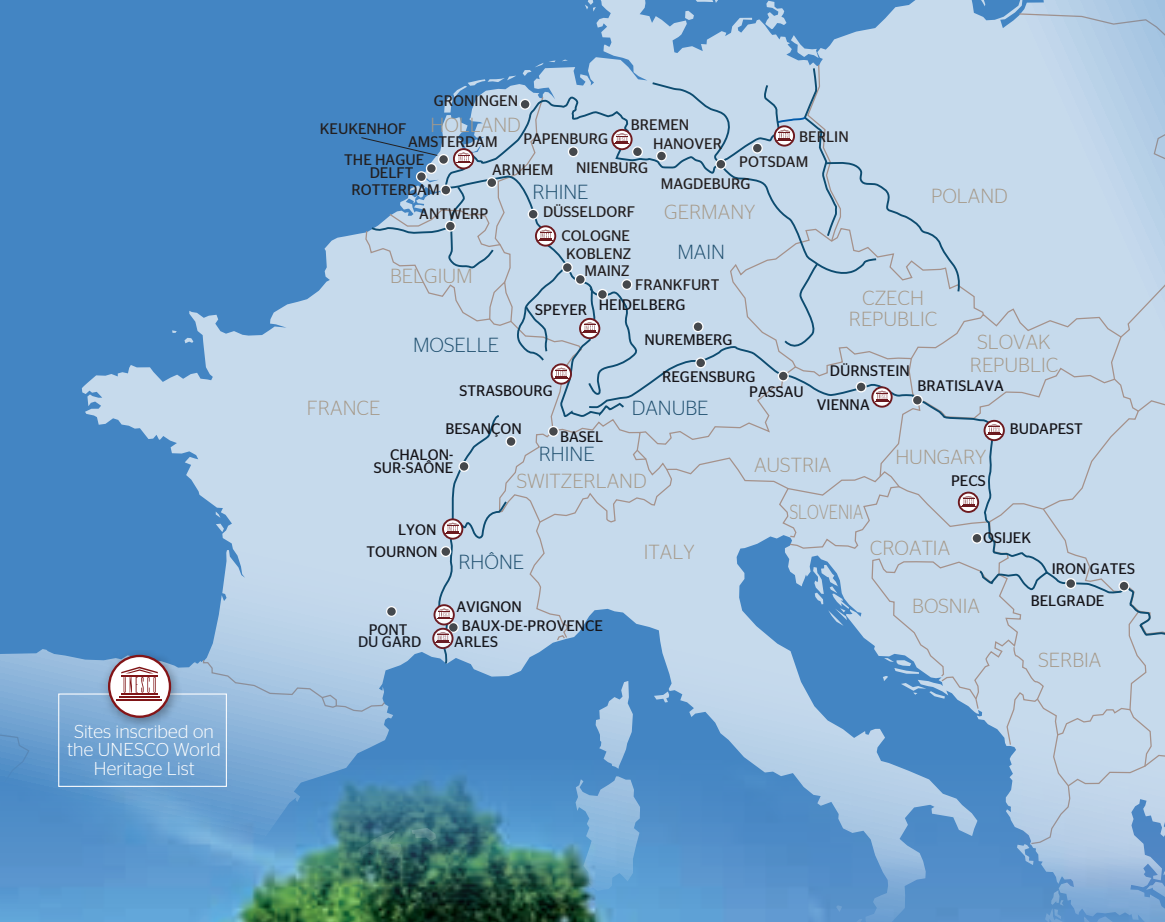 GRONINGEN
HOLLAND
KEUKENHOF
AMSTERDAM
THE HAGUE
DELFT
ROTTERDAM
ARNHEM
ANTWERP
BELGIUM
PAPENBURG
BREMEN
NIENBURG
HANOVER
MAGDEBURG
BERLIN
POTSDAM
POLAND
RHINE
GERMANY
DÜSSELDORF
COLOGNE
MAIN
KOBLENZ
MAINZ
FRANKFURT
HEIDELBERG
SPEYER
NUREMBERG
CZECH
REPUBLIC
SLOVAK
REPUBLIC
MOSELLE
STRASBOURG
REGENSBURG
PASSAU
DÜRNSTEIN
VIENNA
BRATISLAVA
FRANCE
DANUBE
BUDAPEST
BESANÇON
BASEL
RHINE
CHALON-
SUR-SAÔNE
SWITZERLAND
AUSTRIA
HUNGARY
PECS
SLOVENIA
LYON
TOURNON
RHÔNE
ITALY
CROATIA
OSIJEK
IRON GATES
BELGRADE
BOSNIA
AVIGNON
BAUX-DE-PROVENCE
PONT
DU GARD
ARLES
SERBIA
UNESCO
Sites inscribed on
the UNESCO World
Heritage List